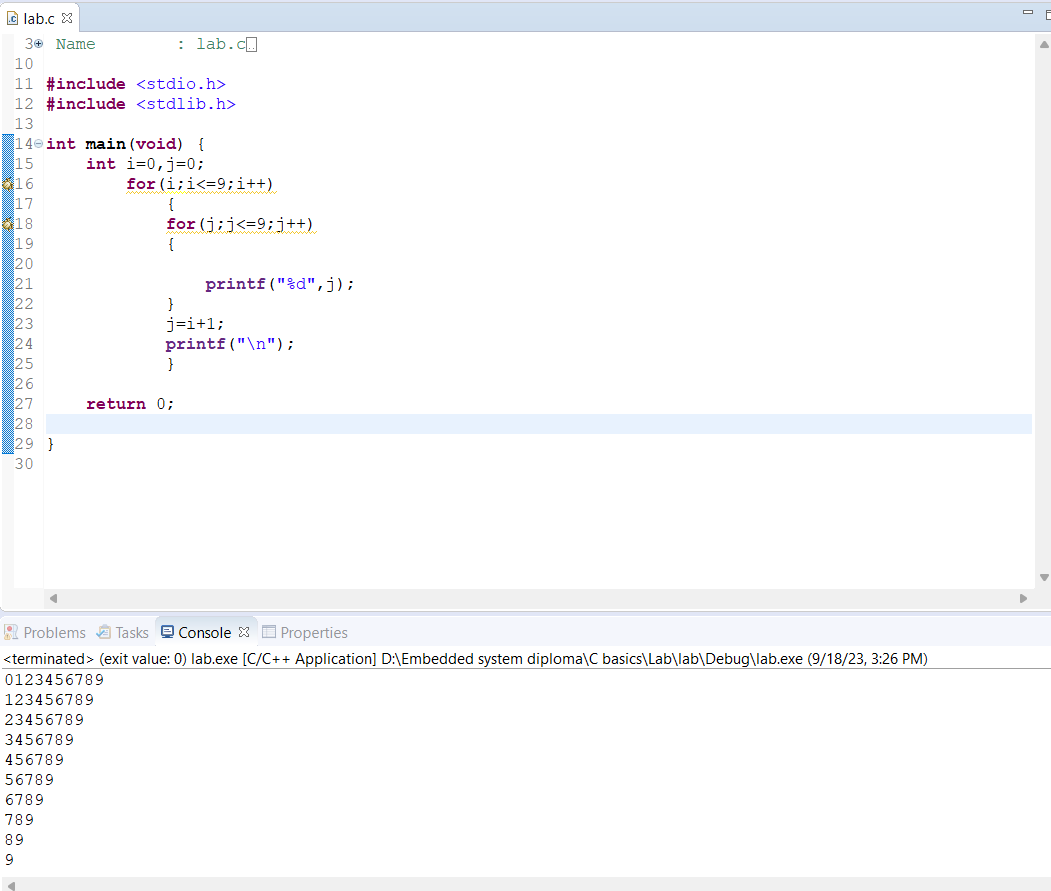 lab.c
3 Name        : lab.c
10
11 #include <stdio.h>
12 #include <stdlib.h>
13
14 int main(void) {
15     int i=0,j=0;
16         for(i;i<=9;i++)
17             {
18             for(j;j<=9;j++)
19             {
20
21                 printf("%d",j);
22             }
23             j=i+1;
24             printf("\n");
25             }
26
27     return 0;
28
29 }
30
Problems Tasks Console Properties
<terminated> (exit value: 0) lab.exe [C/C++ Application] D:\Embedded system diploma\C basics\Lab\lab\Debug\lab.exe (9/18/23, 3:26 PM)
0123456789
123456789
23456789
3456789
456789
56789
6789
789
89
9